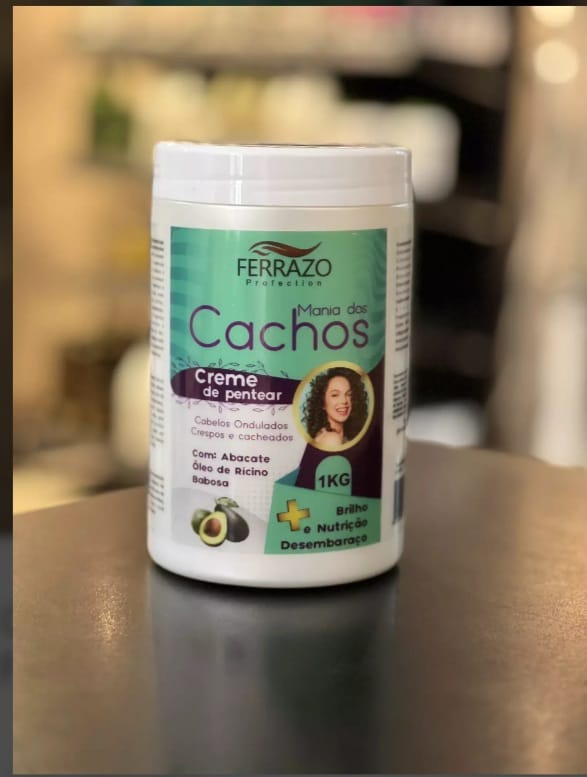 FERRAZO
Profection
Mania dos
Cachos
Creme
de pentear
Cabelos Ondulados
Crespos e cacheados
Com: Abacate
Óleo de Rícino
Babosa
1KG
+ Brilho
e Nutrição
Desembaraço